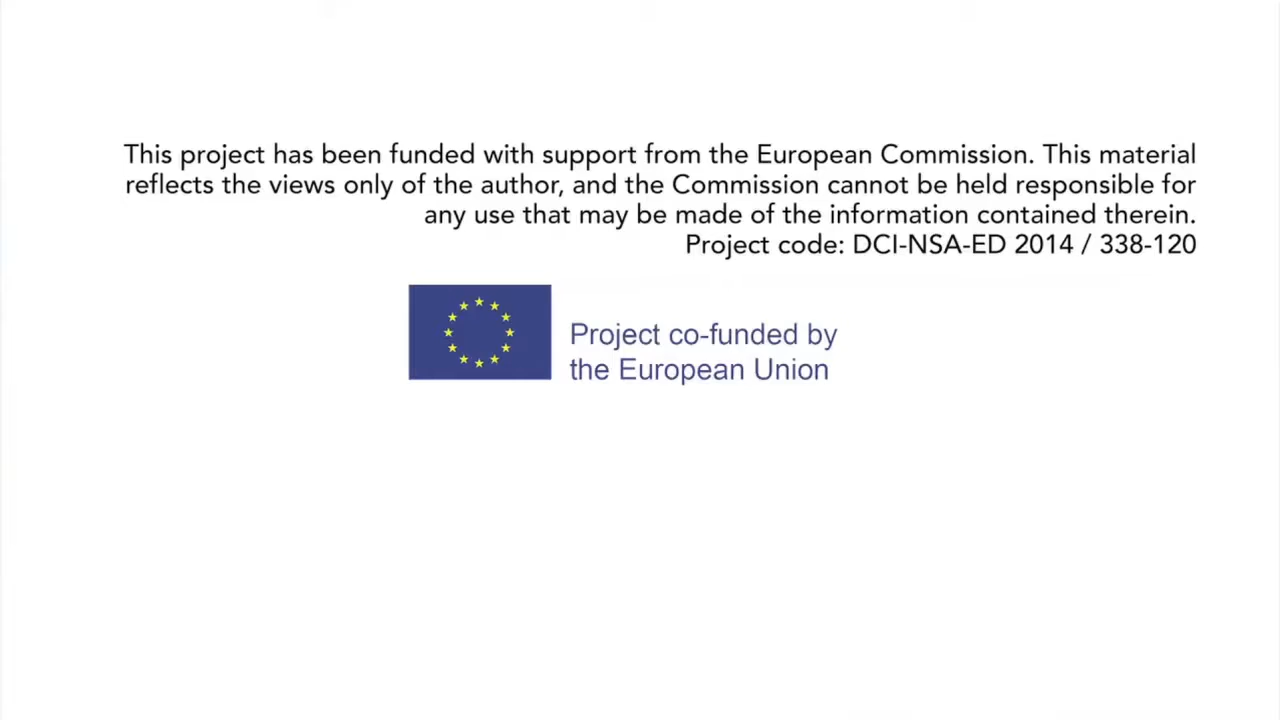 This project has been funded with support from the European Commission. This material
reflects the views only of the author, and the Commission cannot be held responsible for
any use that may be made of the information contained therein.
Project code: DCI-NSA-ED 2014 / 338-120
Project co-funded by
the European Union